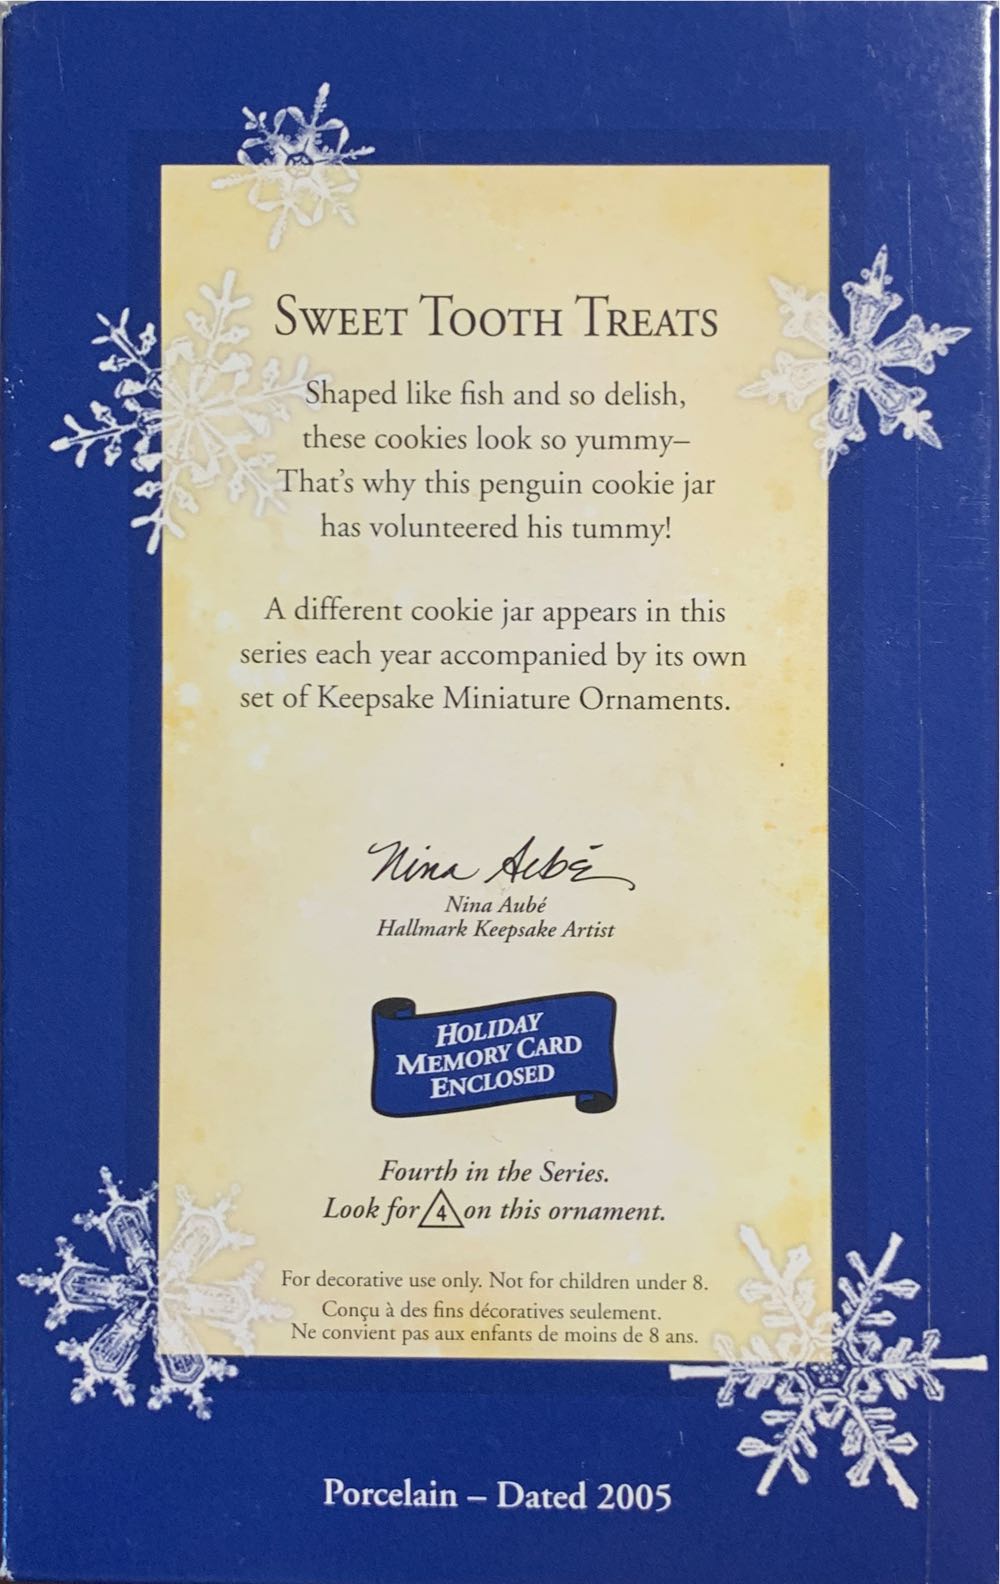 SWEET TOOTH TREATS
Shaped like fish and so delish,
these cookies look so yummy–
That's why this penguin cookie jar
has volunteered his tummy!
A different cookie jar appears in this
series each year accompanied by its own
set of Keepsake Miniature Ornaments.
Nina Aubé
Nina Aubé
Hallmark Keepsake Artist
HOLIDAY
MEMORY CARD
ENCLOSED
Fourth in the Series.
Look for 4 on this ornament.
For decorative use only. Not for children under 8.
Conçu à des fins décoratives seulement.
Ne convient pas aux enfants de moins de 8 ans.
Porcelain – Dated 2005